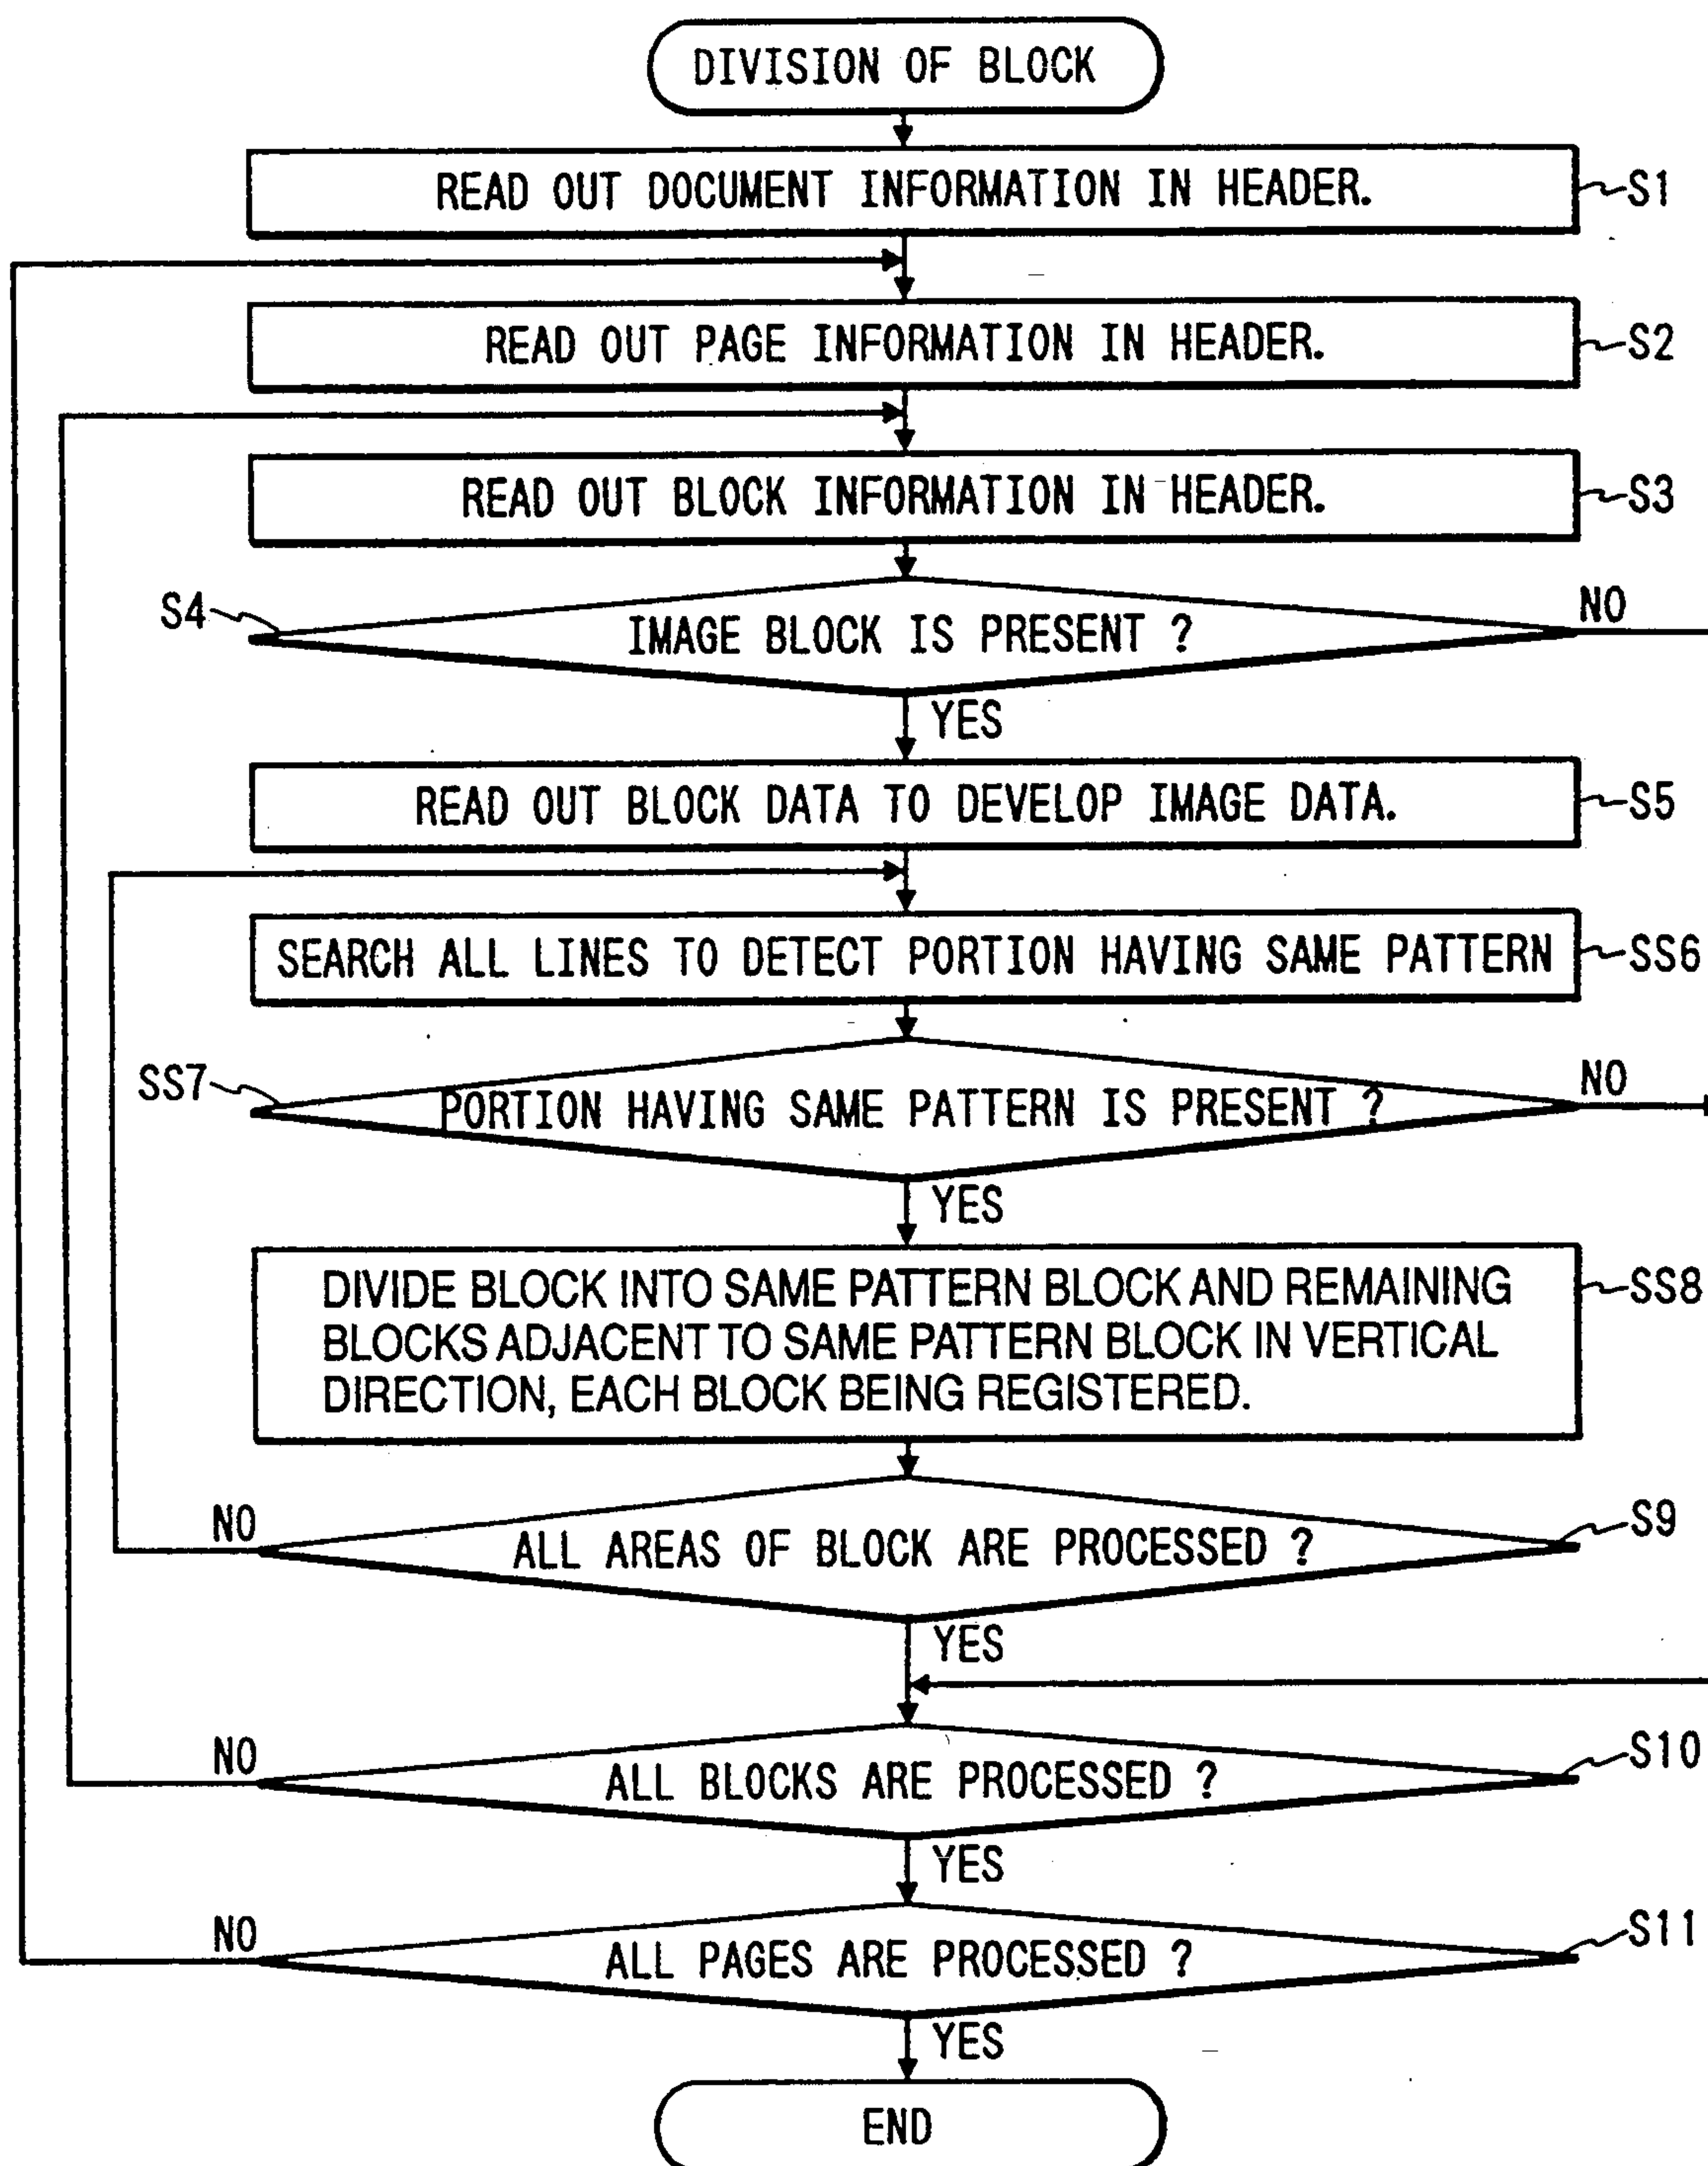 DIVISION OF BLOCK
READ OUT DOCUMENT INFORMATION IN HEADER.
S1
READ OUT PAGE INFORMATION IN HEADER.
S2
READ OUT BLOCK INFORMATION IN HEADER.
S3
S4
IMAGE BLOCK IS PRESENT ?
NO
YES
READ OUT BLOCK DATA TO DEVELOP IMAGE DATA.
S5
SEARCH ALL LINES TO DETECT PORTION HAVING SAME PATTERN
SS6
SS7
PORTION HAVING SAME PATTERN IS PRESENT ?
NO
YES
DIVIDE BLOCK INTO SAME PATTERN BLOCK AND REMAINING
BLOCKS ADJACENT TO SAME PATTERN BLOCK IN VERTICAL
DIRECTION, EACH BLOCK BEING REGISTERED.
SS8
NO
ALL AREAS OF BLOCK ARE PROCESSED ?
S9
YES
NO
ALL BLOCKS ARE PROCESSED ?
S10
YES
NO
ALL PAGES ARE PROCESSED ?
S11
YES
END